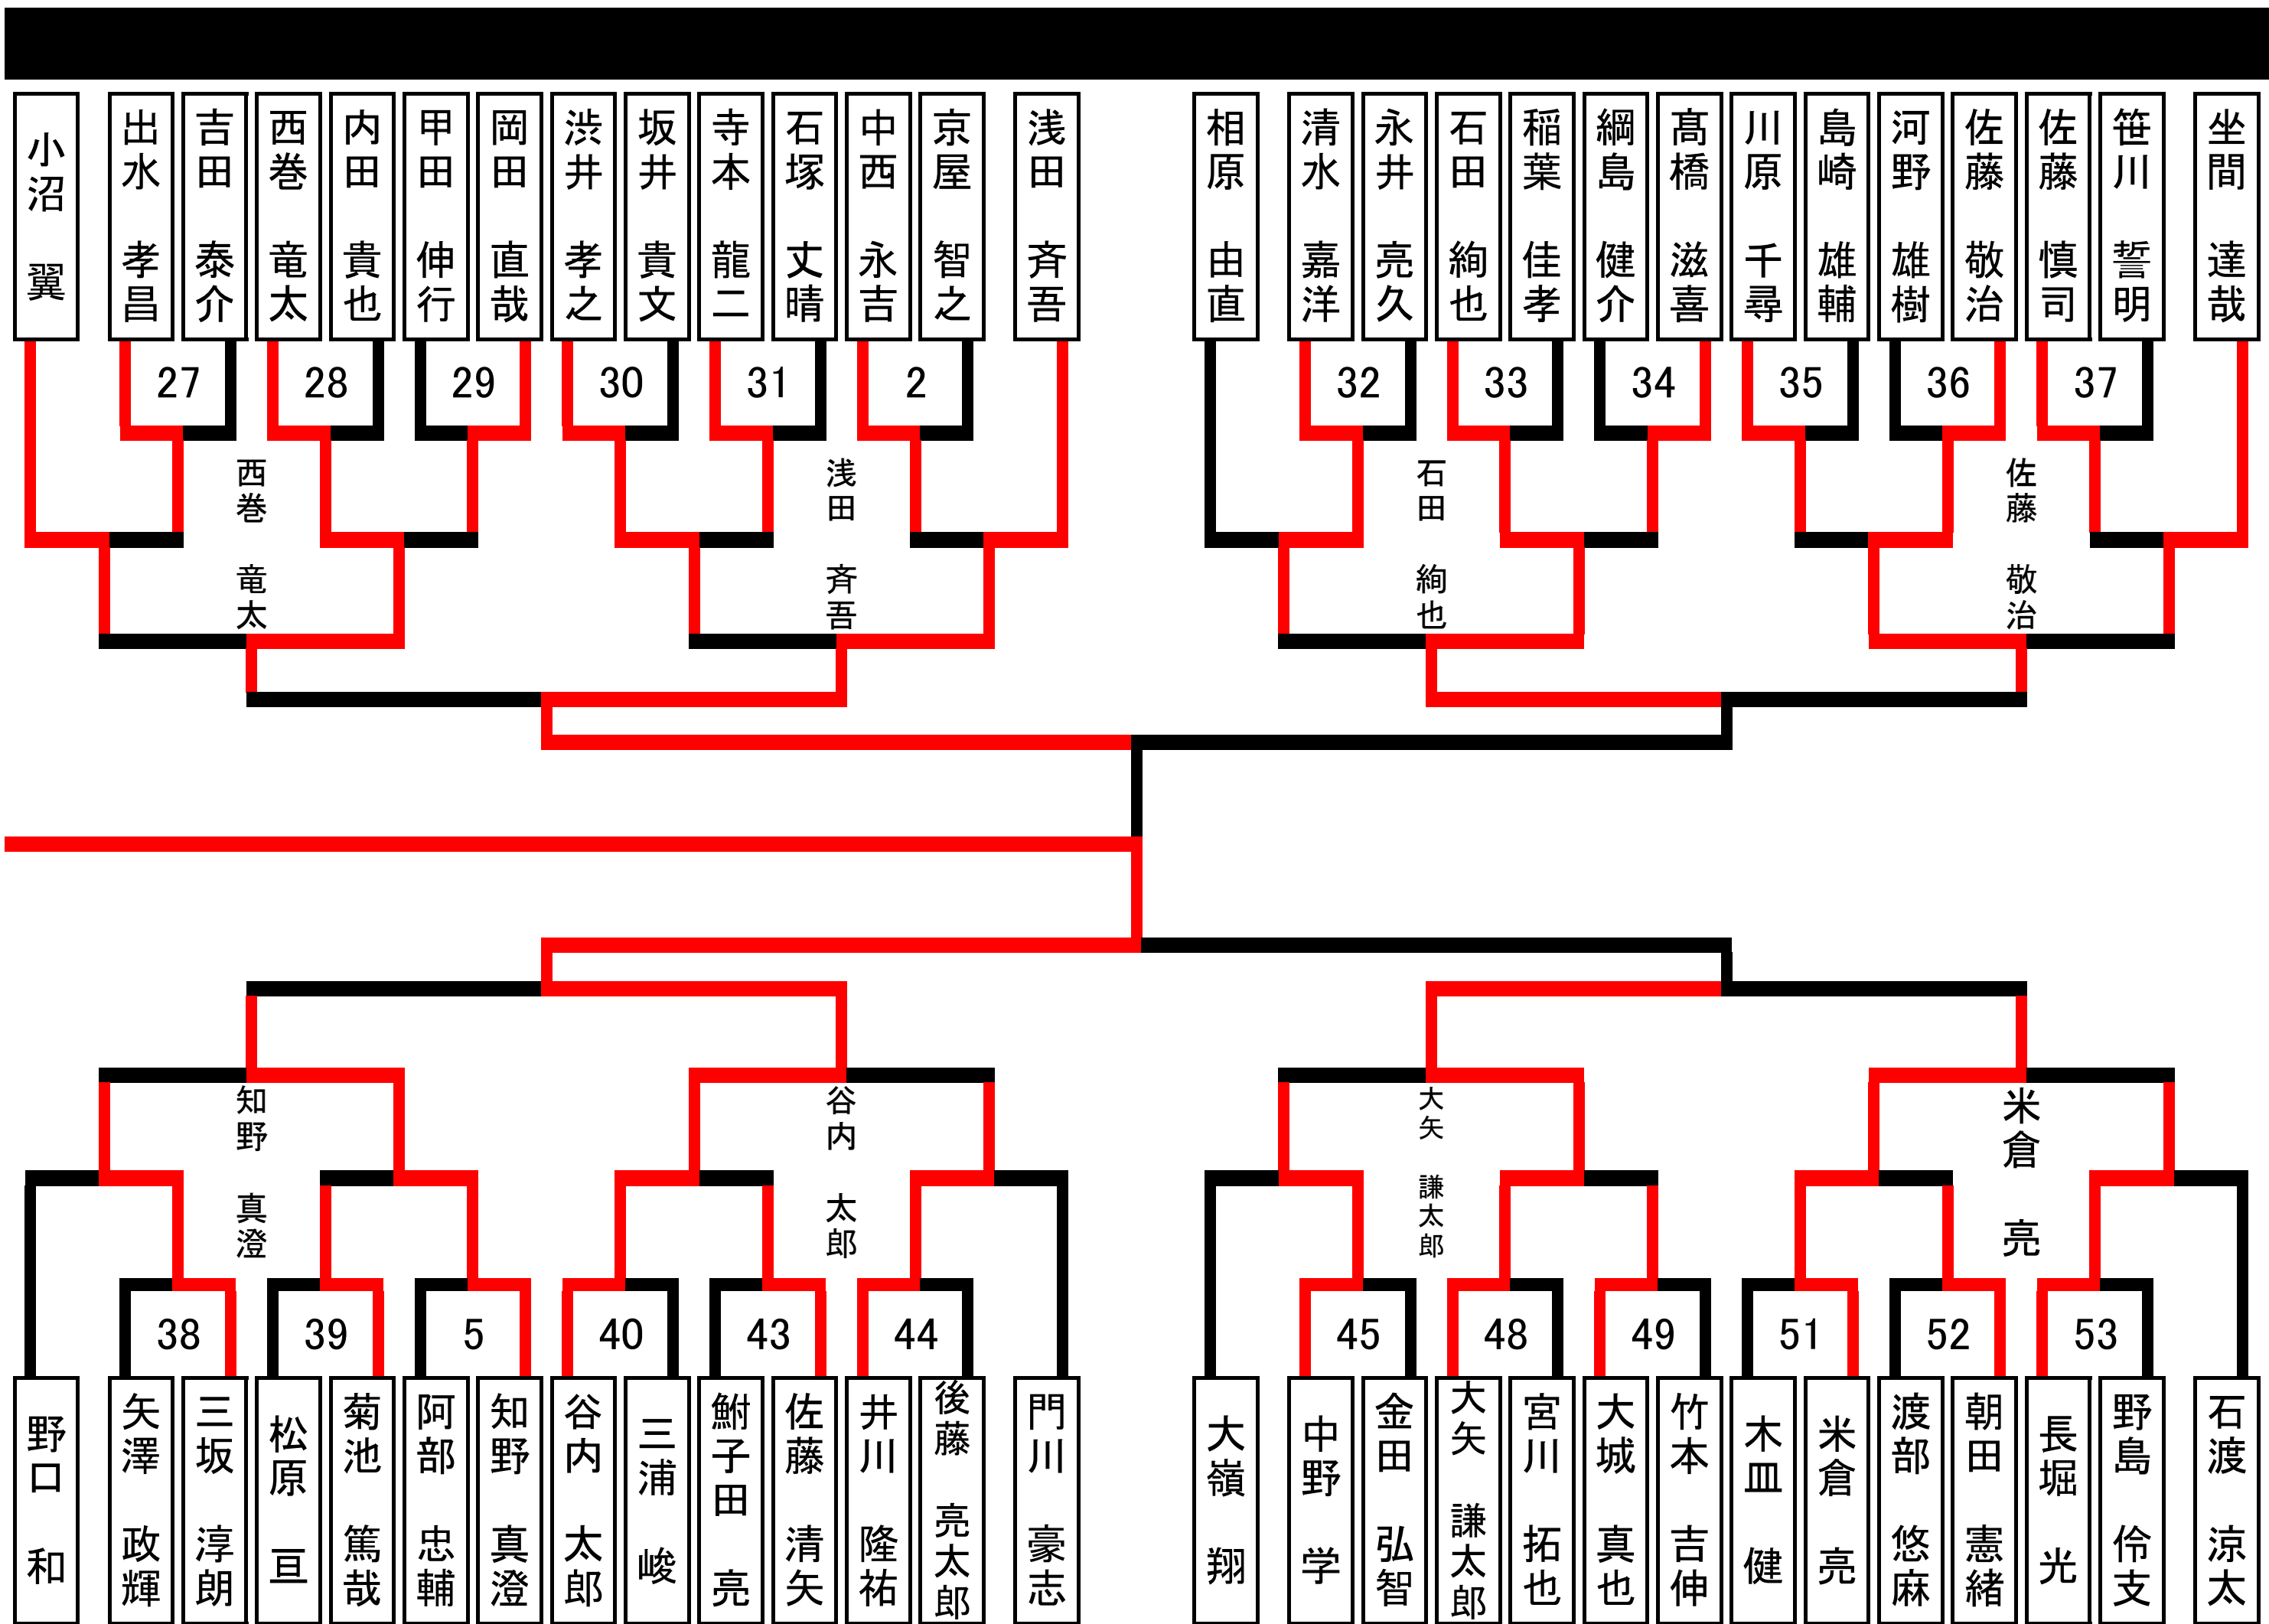 小沼 翼
出水 孝昌
吉田 泰介
西巻 竜太
内田 貴也
甲田 伸行
岡田 直哉
渋井 孝之
坂井 貴文
寺本 龍二
石塚 丈晴
中西 永吉
京屋 智之
浅田 斉吾
相原 由直
清水 嘉洋
永井 亮久
石田 絢也
稲葉 佳孝
綱島 健介
髙橋 滋喜
川原 千尋
島崎 雄輔
河野 雄樹
佐藤 敬治
佐藤 慎司
笹川 誓明
坐間 達哉
27
28
29
30
31
2
32
33
34
35
36
37
西巻 竜太
浅田 斉吾
石田 絢也
佐藤 敬治
知野 真澄
谷内 太郎
大矢 謙太郎
米倉 亮
38
39
5
40
43
44
45
48
49
51
52
53
野口 和
矢澤 政輝
三坂 淳朗
松原 亘
菊池 篤哉
阿部 忠輔
知野 真澄
谷内 太郎
三浦 峻
鮒子田 亮
佐藤 清矢
井川 隆祐
後藤 亮太郎
門川 豪志
大嶺 翔
中野 学
金田 弘智
大矢 謙太郎
宮川 拓也
大城 真也
竹本 吉伸
木皿 健
米倉 亮
渡部 悠麻
朝田 憲緒
長堀 光
野島 伶支
石渡 涼太